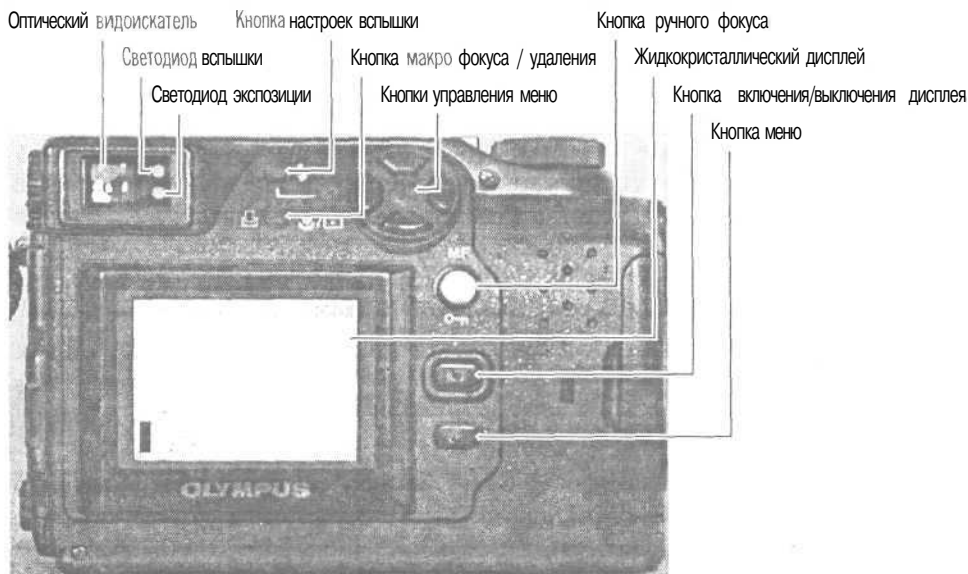 Оптический видоискатель
Кнопка настроек вспышки
Кнопка ручного фокуса
Светодиод вспышки
Кнопка макро фокуса / удаления
Жидкокристаллический дисплей
Светодиод экспозиции
Кнопки управления меню
Кнопка включения/выключения дисплея
Кнопка меню
MF
OLYMPUS